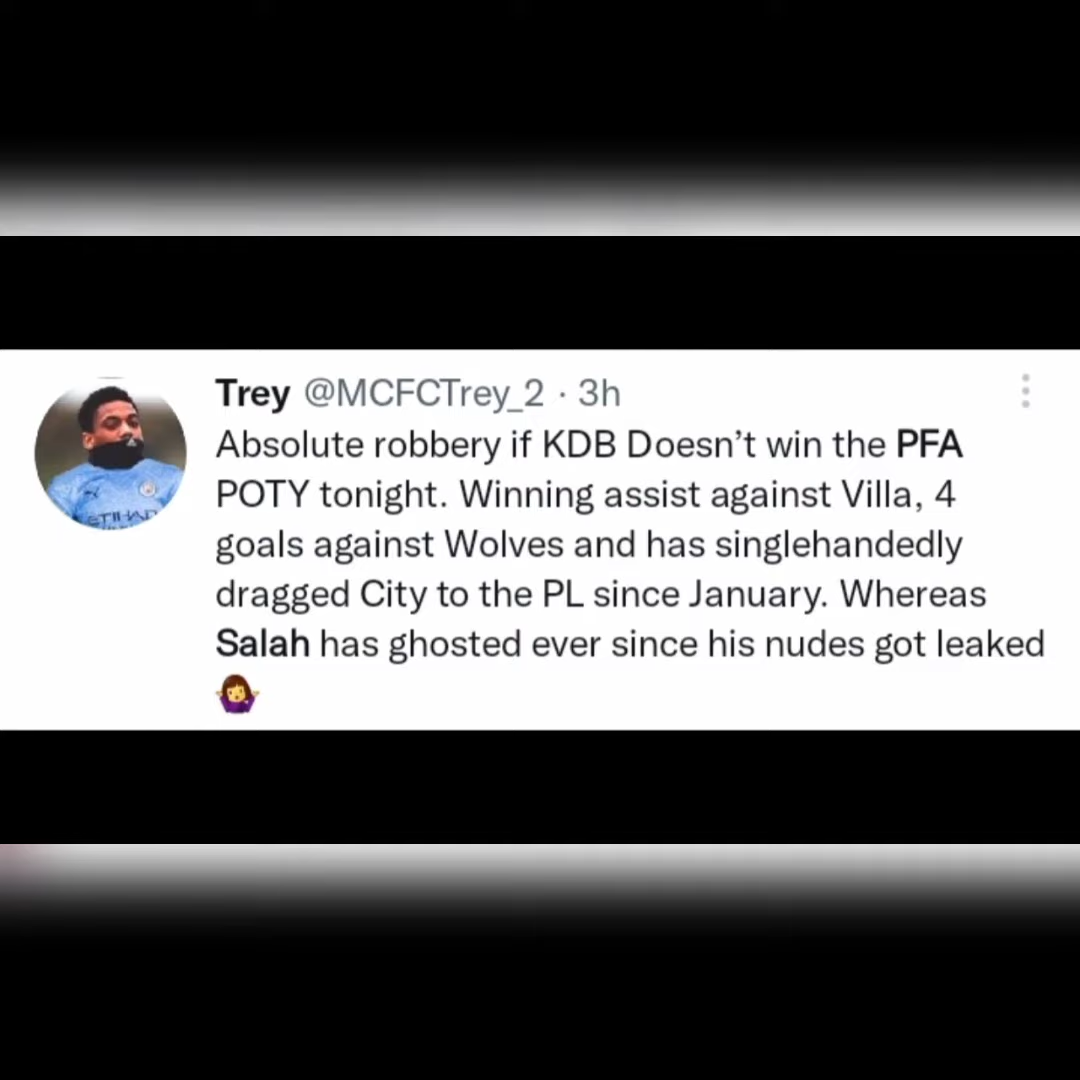 Trey @MCFCTrey_2 · 3h
Absolute robbery if KDB Doesn’t win the PFA
POTY tonight. Winning assist against Villa, 4
goals against Wolves and has singlehandedly
dragged City to the PL since January. Whereas
Salah has ghosted ever since his nudes got leaked
🤷‍♀️
ETIHAD